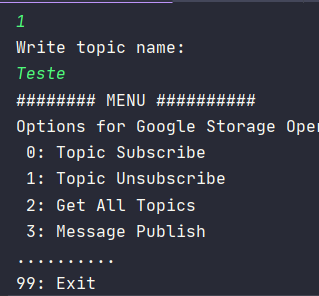 1
Write topic name:
Teste
######## MENU ##########
Options for Google Storage
0: Topic Subscribe
1: Topic Unsubscribe
2: Get All Topics
3: Message Publish
..........
99: Exit